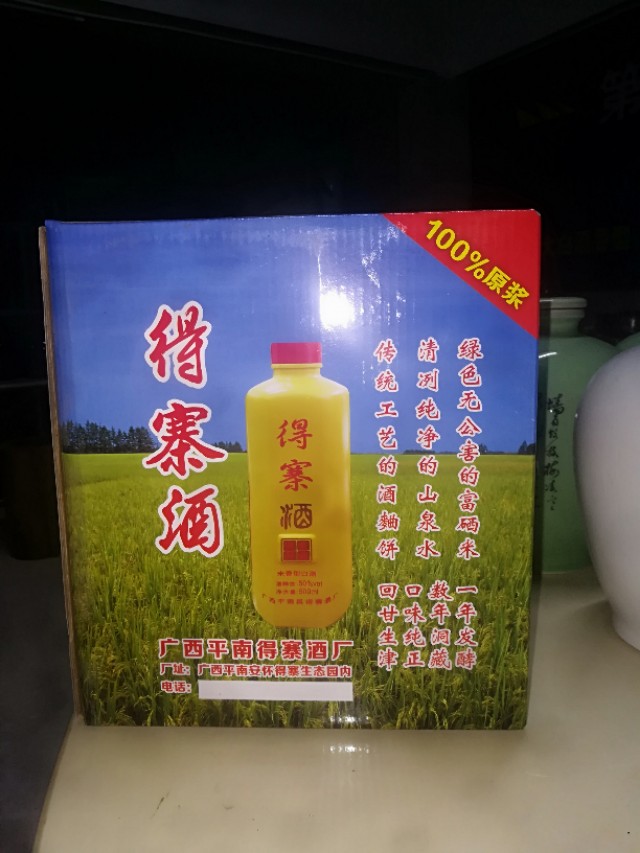 100%原浆
得寨酒
绿色无公害的富硒米
清冽纯净的山泉水
传统工艺的酒麯饼
一年发酵
数年洞藏
口味纯正
回甘生津
得寨酒
广西平南得寨酒厂
厂址：广西平南安怀得寨生态园内
电话：